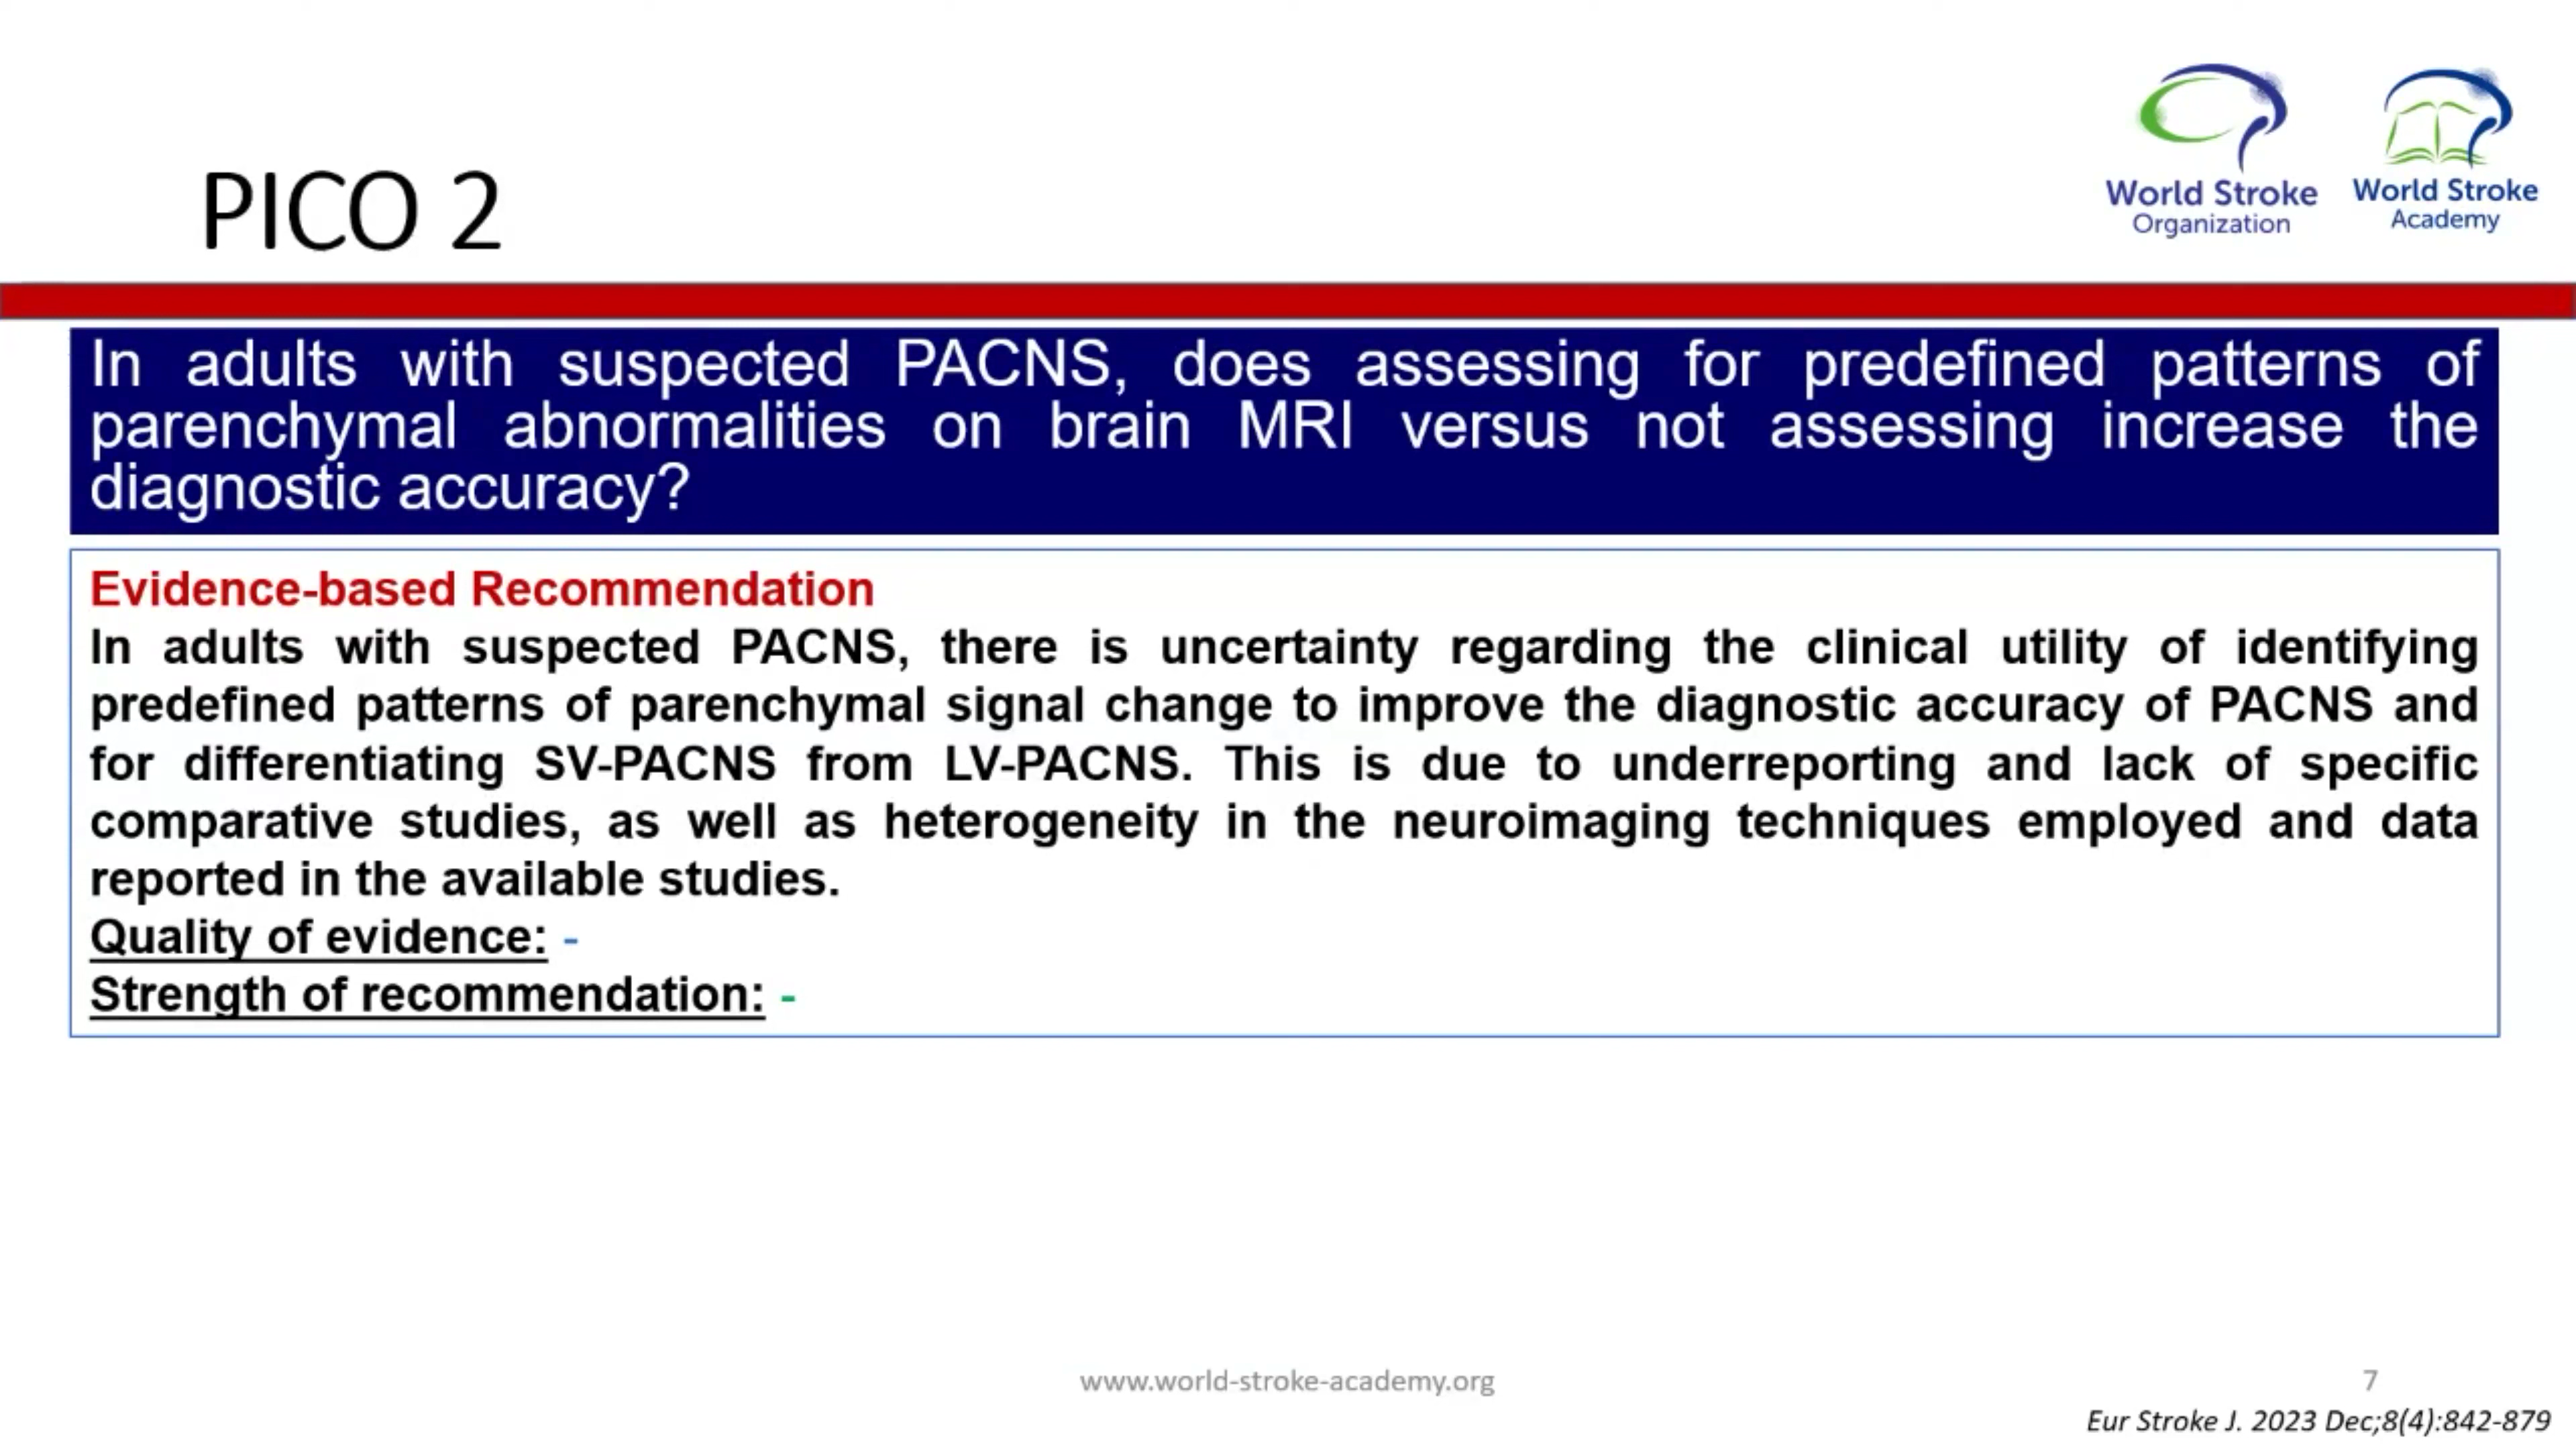 World Stroke
Organization
World Stroke
Academy
PICO 2
In adults with suspected PACNS, does assessing for predefined patterns of
parenchymal abnormalities on brain MRI versus not assessing increase the
diagnostic accuracy?
Evidence-based Recommendation
In adults with suspected PACNS, there is uncertainty regarding the clinical utility of identifying
predefined patterns of parenchymal signal change to improve the diagnostic accuracy of PACNS and
for differentiating SV-PACNS from LV-PACNS. This is due to underreporting and lack of specific
comparative studies, as well as heterogeneity in the neuroimaging techniques employed and data
reported in the available studies.
Quality of evidence: -
Strength of recommendation: -
www.world-stroke-academy.org
7
Eur Stroke J. 2023 Dec;8(4):842-879